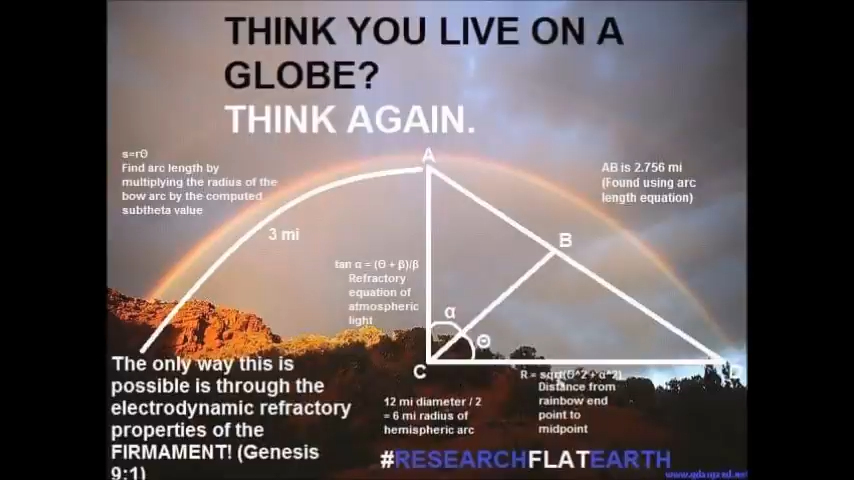 THINK YOU LIVE ON A
GLOBE?
THINK AGAIN.
s=rΘ
Find arc length by
multiplying the radius of the
bow arc by the computed
subtheta value
A
AB is 2.756 mi
(Found using arc
length equation)
3 mi
B
tan α = (Θ + β)/β
Refractory
equation of
atmospheric
light
α
Θ
C
D
The only way this is
possible is through the
electrodynamic refractory
properties of the
FIRMAMENT! (Genesis
9:1)
12 mi diameter / 2
= 6 mi radius of
hemispheric arc
R = sqrt(Θ^2 + α^2)
Distance from
rainbow end
point to
midpoint
#RESEARCHFLATEARTH